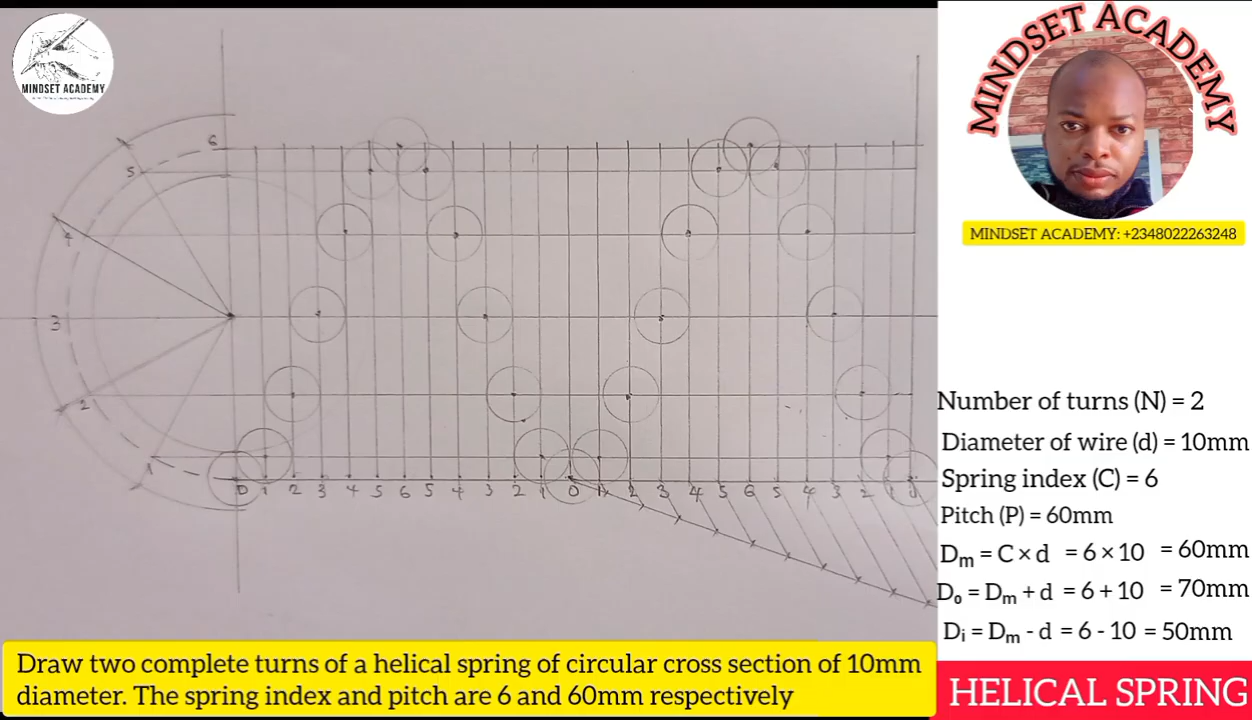 MINDSET ACADEMY
MINDSET ACADEMY
MINDSET ACADEMY: +2348022263248
6
5
4
3
2
1
0 1 2 3 4 5 6 5 4 3 2 1 0 1 2 3 4 5 6 5 4 3 2 1 0
Number of turns (N) = 2
Diameter of wire (d) = 10mm
Spring index (C) = 6
Pitch (P) = 60mm
Dₘ = C × d = 6 × 10 = 60mm
Dₒ = Dₘ + d = 6 + 10 = 70mm
Dᵢ = Dₘ - d = 6 - 10 = 50mm
Draw two complete turns of a helical spring of circular cross section of 10mm
diameter. The spring index and pitch are 6 and 60mm respectively
HELICAL SPRING